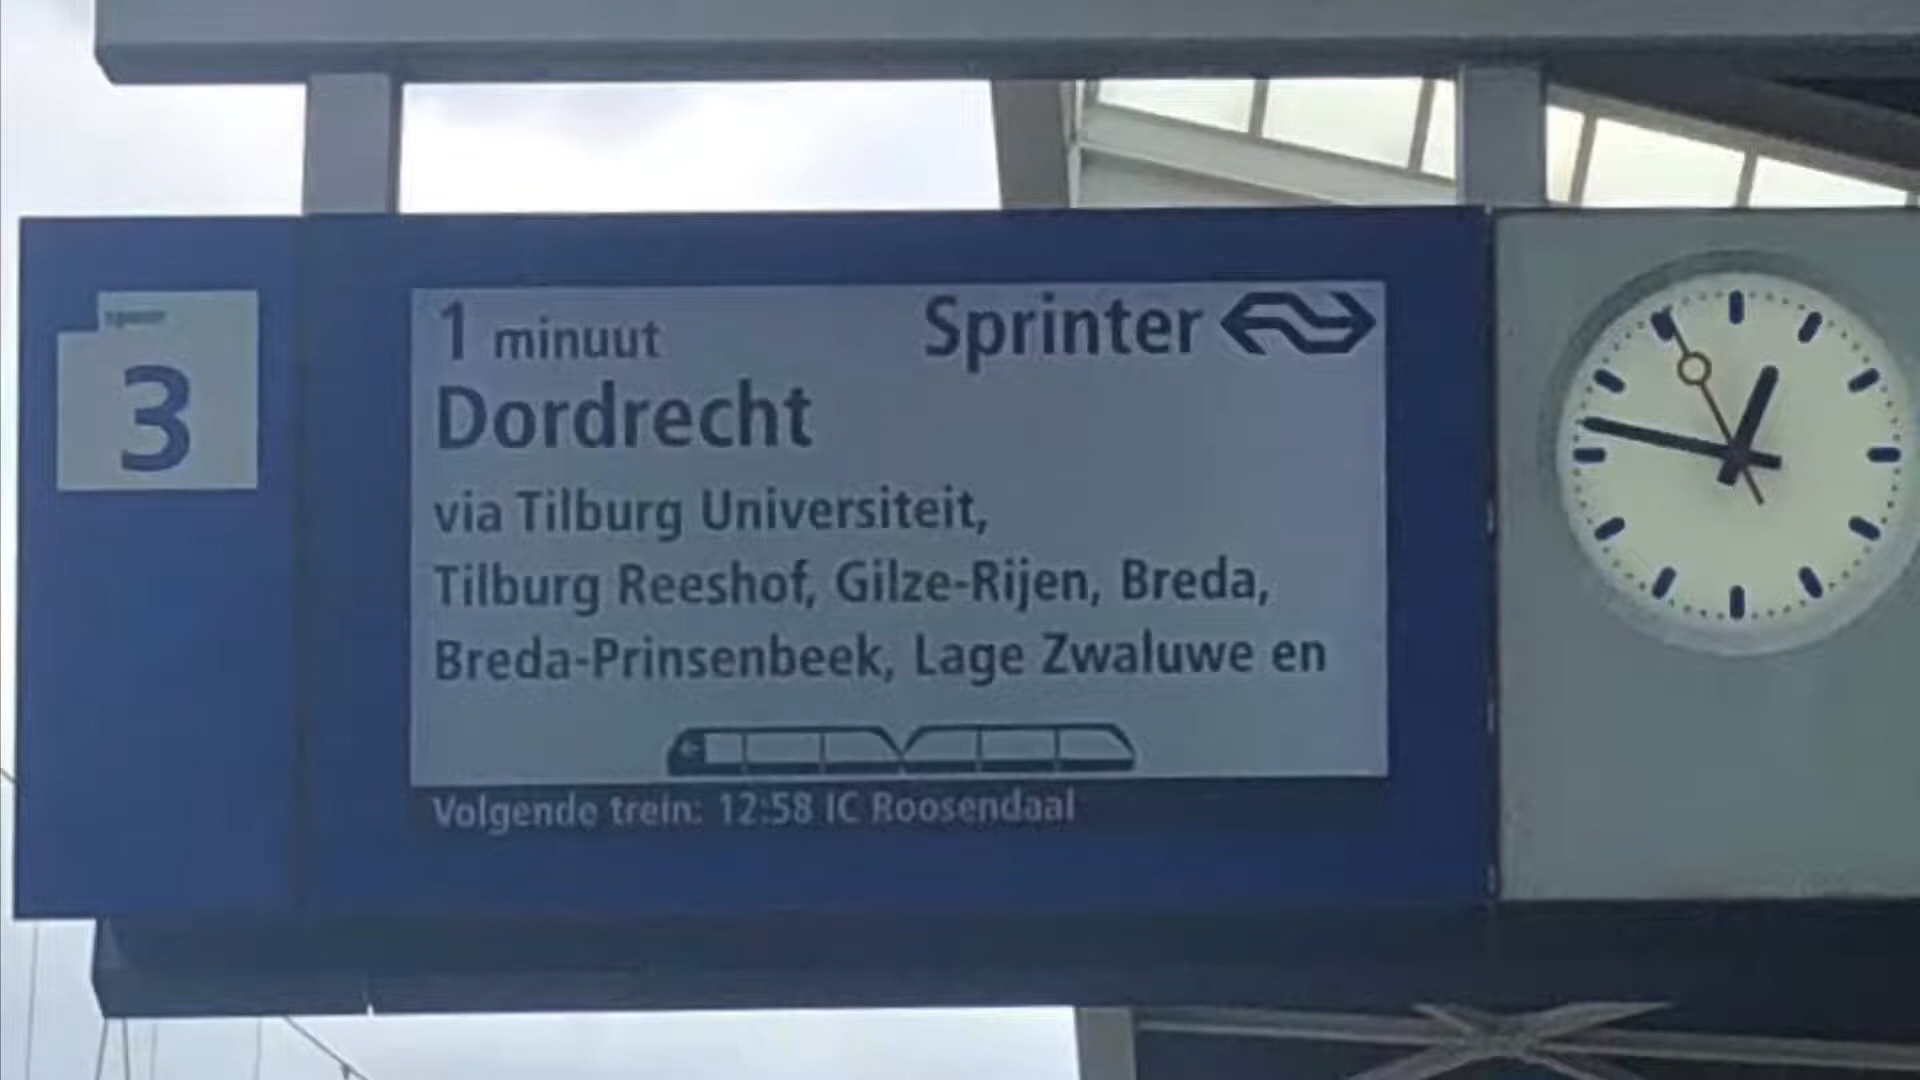 3
1 minuut Sprinter
Dordrecht
via Tilburg Universiteit,
Tilburg Reeshof, Gilze-Rijen, Breda,
Breda-Prinsenbeek, Lage Zwaluwe en
Volgende trein: 12:58 IC Roosendaal